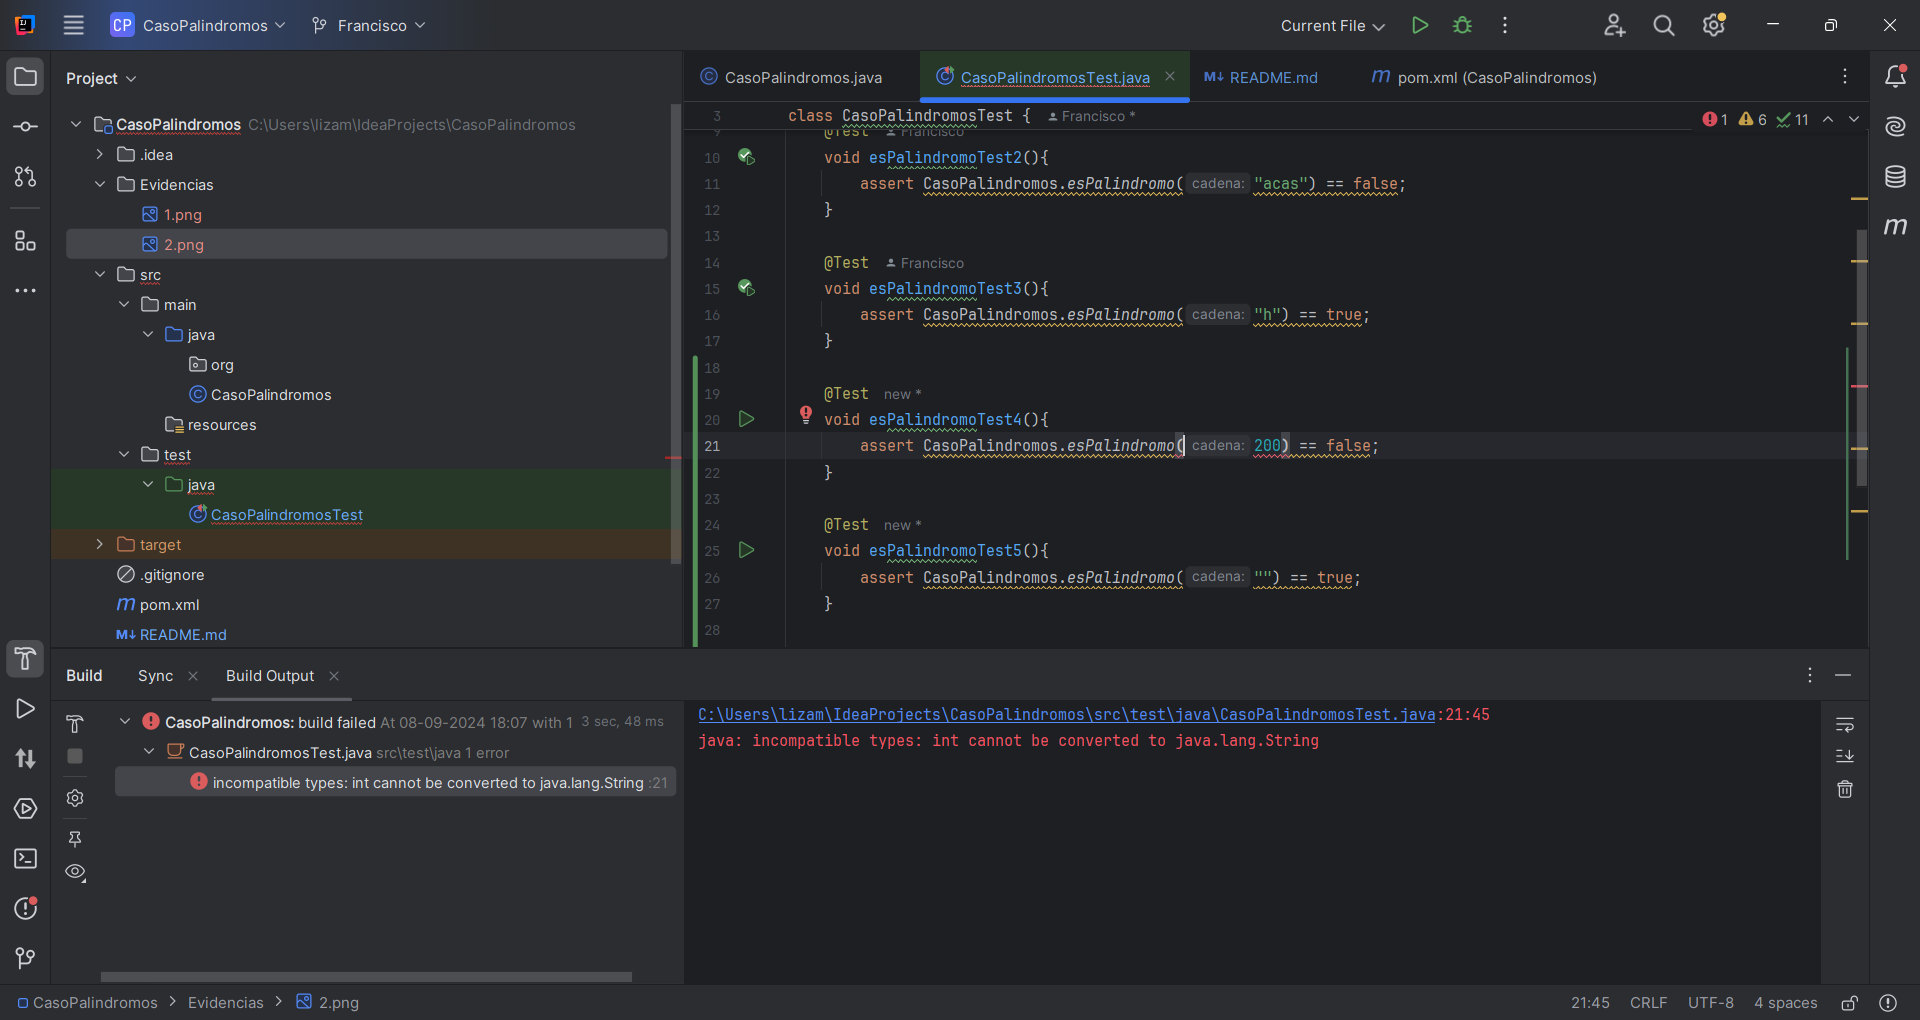 CP CasoPalindromos Francisco Current File
Project
CasoPalindromos C:\Users\lizam\IdeaProjects\CasoPalindromos
.idea
Evidencias
1.png
2.png
src
main
java
org
CasoPalindromos
resources
test
java
CasoPalindromosTest
target
.gitignore
m pom.xml
M↓ README.md
CasoPalindromos.java CasoPalindromosTest.java M↓ README.md m pom.xml (CasoPalindromos)
3 class CasoPalindromosTest { Francisco * 1 6 11
9 @Test Francisco
10 void esPalindromoTest2(){
11 assert CasoPalindromos.esPalindromo( cadena: "acas") == false;
12 }
13
14 @Test Francisco
15 void esPalindromoTest3(){
16 assert CasoPalindromos.esPalindromo( cadena: "h") == true;
17 }
18
19 @Test new *
20 void esPalindromoTest4(){
21 assert CasoPalindromos.esPalindromo( cadena: 200) == false;
22 }
23
24 @Test new *
25 void esPalindromoTest5(){
26 assert CasoPalindromos.esPalindromo( cadena: "") == true;
27 }
28
m
Build Sync Build Output
CasoPalindromos: build failed At 08-09-2024 18:07 with 1 3 sec, 48 ms
CasoPalindromosTest.java src\test\java 1 error
incompatible types: int cannot be converted to java.lang.String :21
C:\Users\lizam\IdeaProjects\CasoPalindromos\src\test\java\CasoPalindromosTest.java:21:45
java: incompatible types: int cannot be converted to java.lang.String
CasoPalindromos > Evidencias > 2.png 21:45 CRLF UTF-8 4 spaces